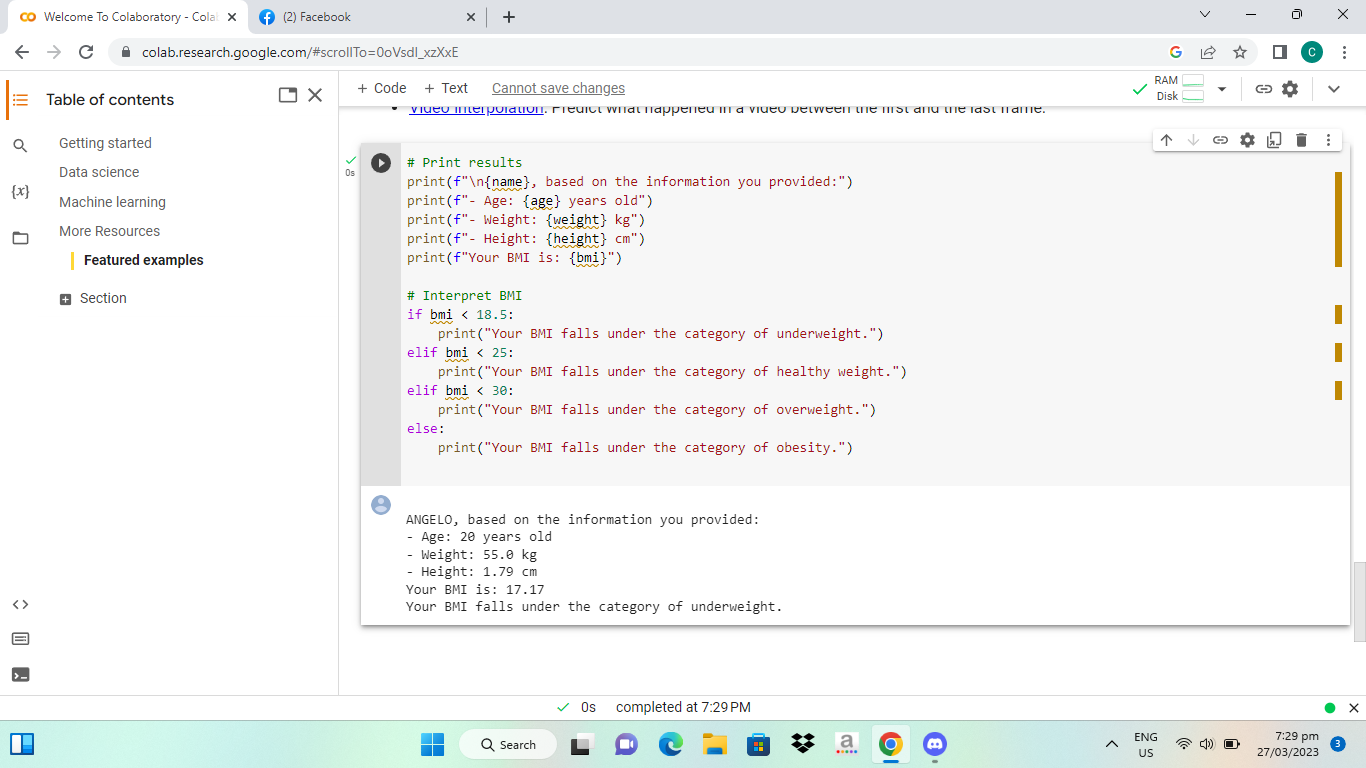 Welcome To Colaboratory - Cola
(2) Facebook
colab.research.google.com/#scrollTo=0oVsdI_xzXxE
C
Table of contents
Getting started
Data science
Machine learning
More Resources
Featured examples
Section
+ Code
+ Text
Cannot save changes
RAM
Disk
Video Interpolation: Predict what happened in a video between the first and the last frame.
0s
# Print results
print(f"\n{name}, based on the information you provided:")
print(f"- Age: {age} years old")
print(f"- Weight: {weight} kg")
print(f"- Height: {height} cm")
print(f"Your BMI is: {bmi}")
# Interpret BMI
if bmi < 18.5:
    print("Your BMI falls under the category of underweight.")
elif bmi < 25:
    print("Your BMI falls under the category of healthy weight.")
elif bmi < 30:
    print("Your BMI falls under the category of overweight.")
else:
    print("Your BMI falls under the category of obesity.")
ANGELO, based on the information you provided:
- Age: 20 years old
- Weight: 55.0 kg
- Height: 1.79 cm
Your BMI is: 17.17
Your BMI falls under the category of underweight.
0s completed at 7:29 PM
Search
a
ENG
US
7:29 pm
27/03/2023
3